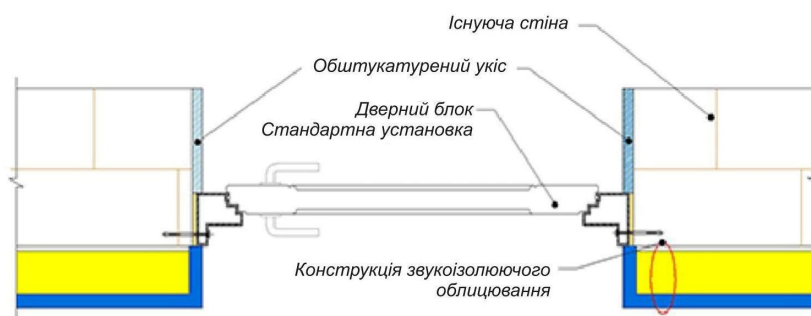 Існуюча стіна
Обштукатурений укіс
Дверний блок
Стандартна установка
Конструкція звукоізолюючого
облицювання